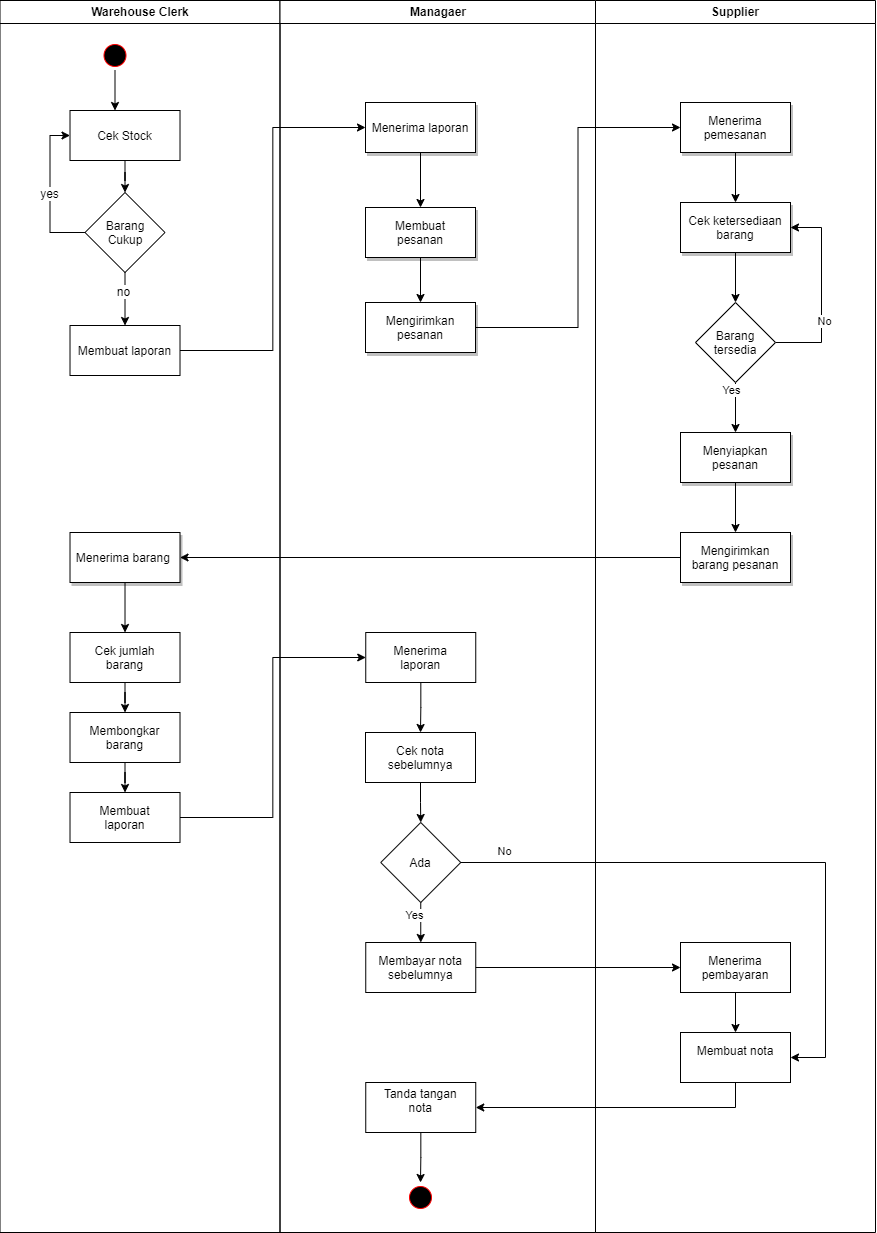 Warehouse Clerk
Managaer
Supplier
Cek Stock
yes
Barang
Cukup
no
Membuat laporan
Menerima laporan
Membuat
pesanan
Mengirimkan
pesanan
Menerima
pemesanan
Cek ketersediaan
barang
No
Barang
tersedia
Yes
Menyiapkan
pesanan
Mengirimkan
barang pesanan
Menerima barang
Cek jumlah
barang
Membongkar
barang
Membuat
laporan
Menerima
laporan
Cek nota
sebelumnya
Ada
No
Yes
Membayar nota
sebelumnya
Menerima
pembayaran
Membuat nota
Tanda tangan
nota